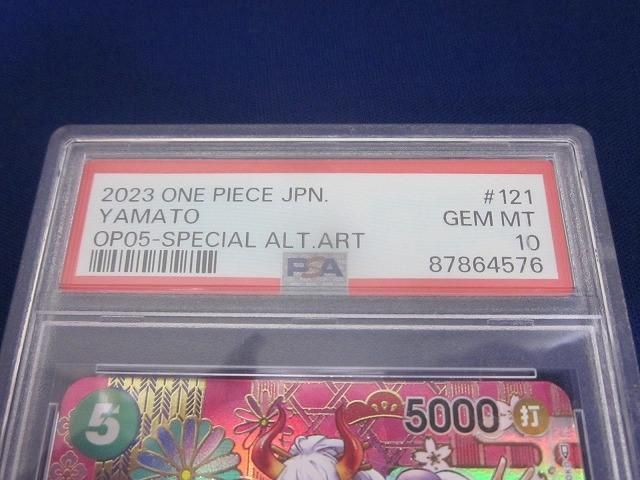 2023 ONE PIECE JPN. #121
YAMATO GEM MT
OP05-SPECIAL ALT.ART 10
PSA 87864576
5 5000 打